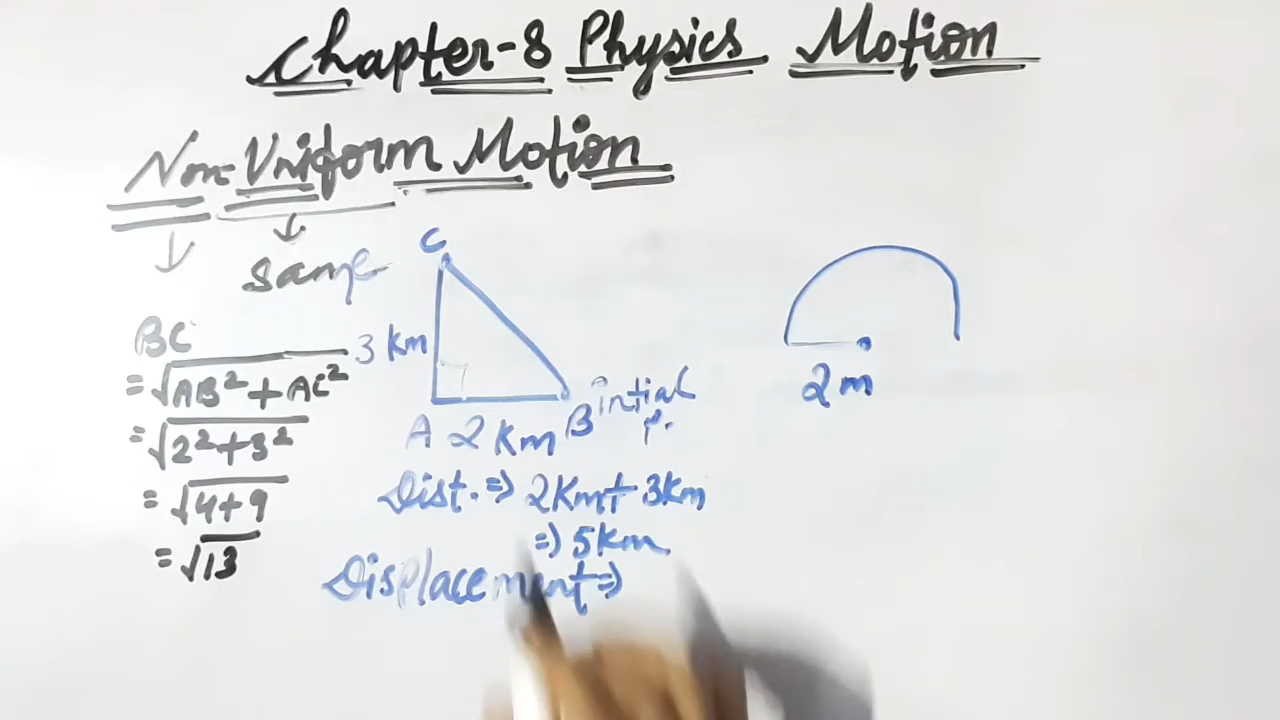 Chapter-8 Physics Motion
Non-Uniform Motion
same
C
3 Km
A 2 Km B intial
P.
BC
= √AB² + AC²
= √2² + 3²
= √4+9
= √13
Dist. => 2Km + 3Km
=> 5Km
Displacement =>
2m